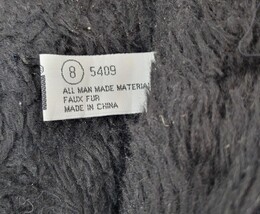 8 5409
ALL MAN MADE MATERIA
FAUX FUR
MADE IN CHINA